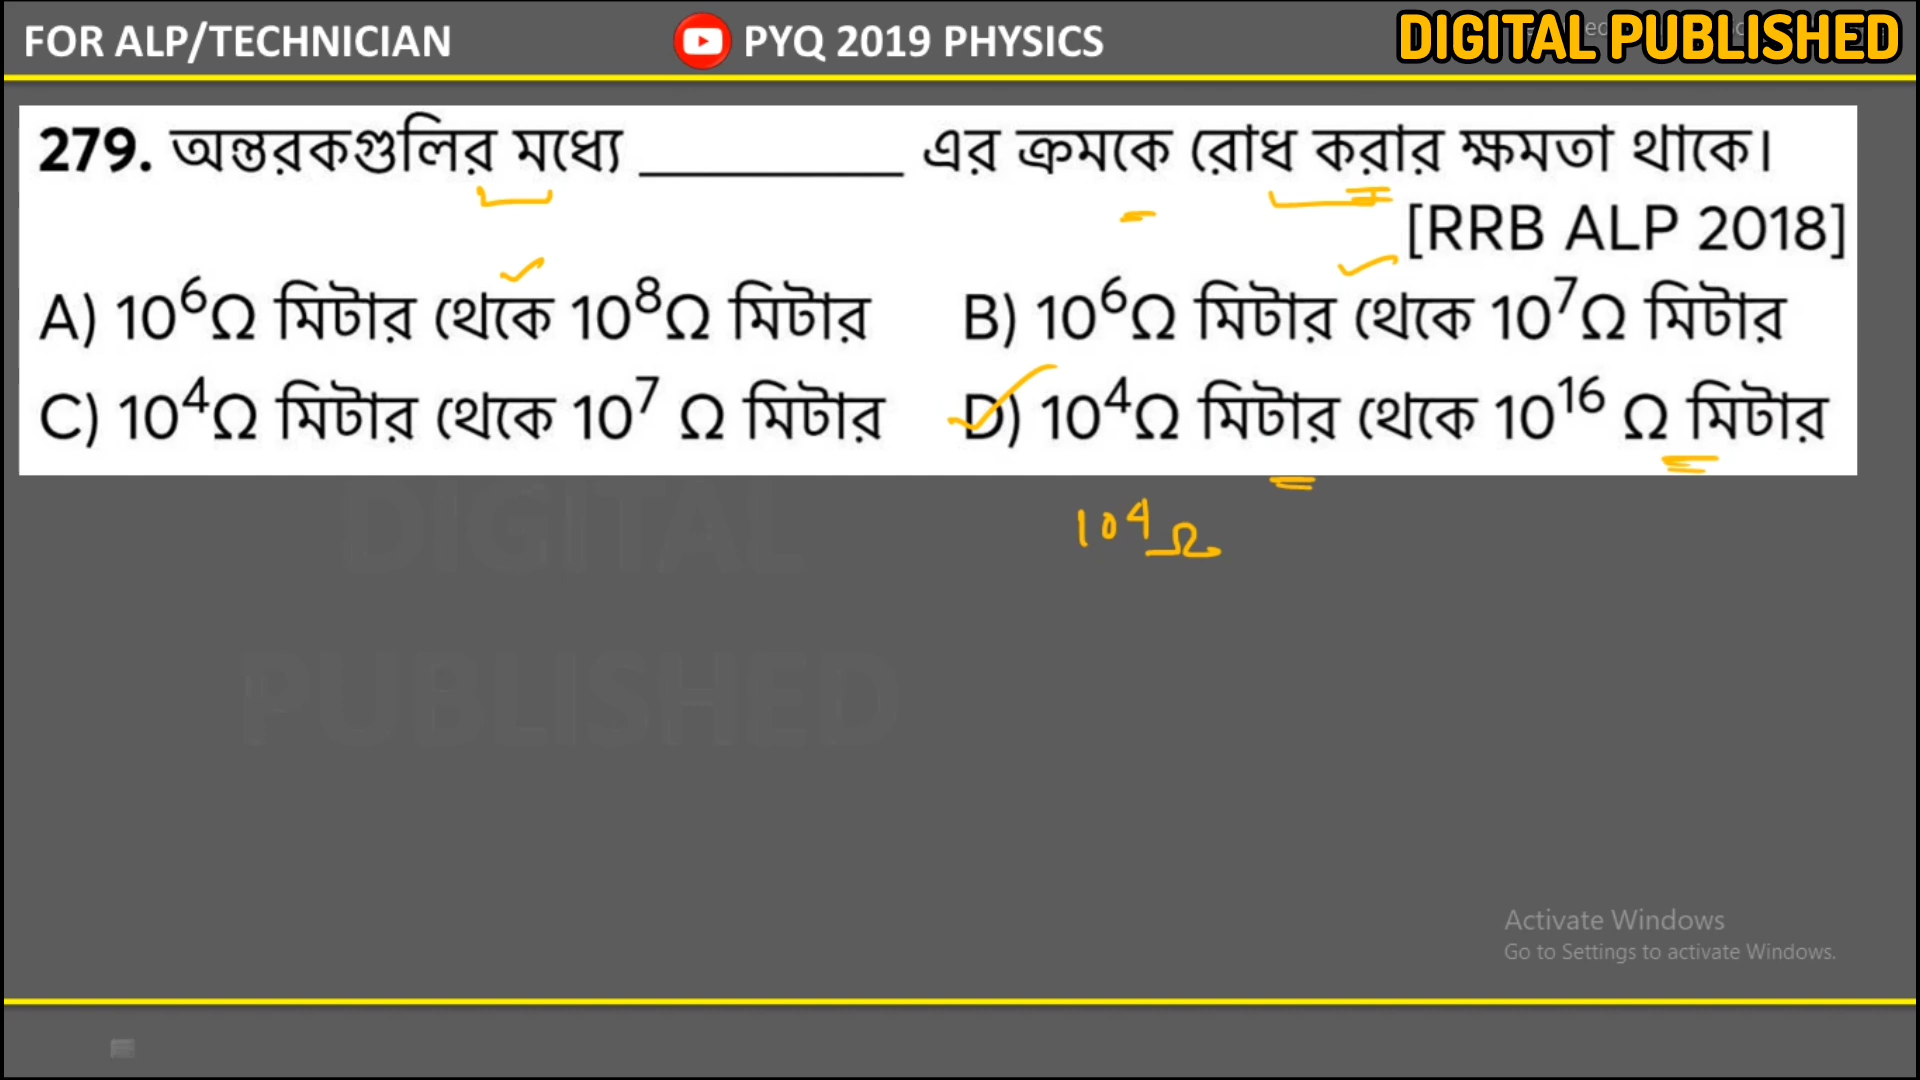 FOR ALP/TECHNICIAN
PYQ 2019 PHYSICS
DIGITAL PUBLISHED
279. অন্তরকগুলির মধ্যে __________ এর ক্রমকে রোধ করার ক্ষমতা থাকে।
[RRB ALP 2018]
A) 10⁶Ω মিটার থেকে 10⁸Ω মিটার B) 10⁶Ω মিটার থেকে 10⁷Ω মিটার
C) 10⁴Ω মিটার থেকে 10⁷ Ω মিটার D) 10⁴Ω মিটার থেকে 10¹⁶ Ω মিটার
10⁴Ω
DIGITAL
PUBLISHED
Activate Windows
Go to Settings to activate Windows.